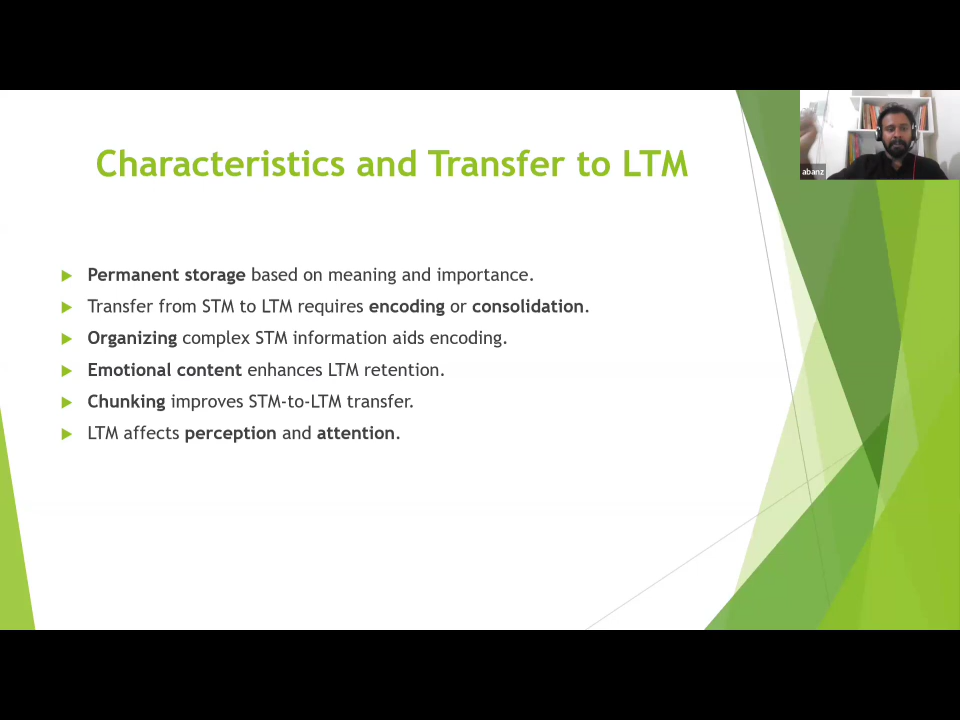 Characteristics and Transfer to LTM
Permanent storage based on meaning and importance.
Transfer from STM to LTM requires encoding or consolidation.
Organizing complex STM information aids encoding.
Emotional content enhances LTM retention.
Chunking improves STM-to-LTM transfer.
LTM affects perception and attention.
abanz